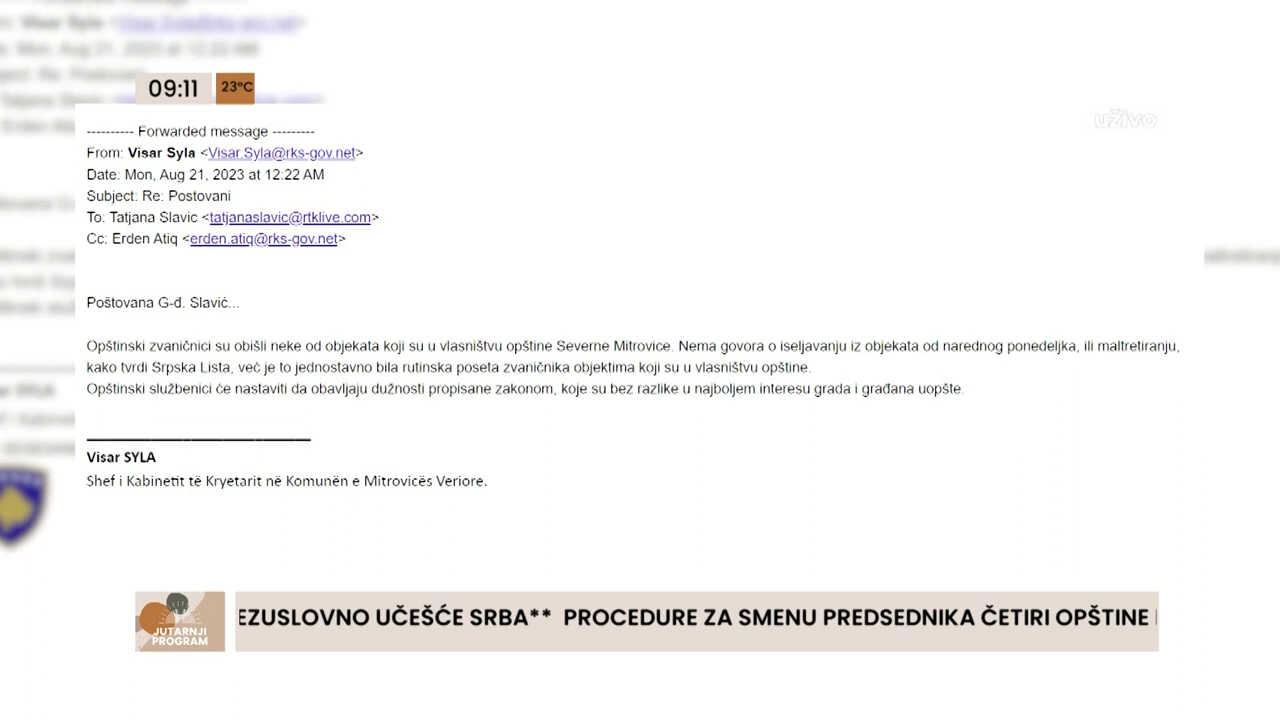 09:11
23°C
uživo
---------- Forwarded message ---------
From: Visar Syla <Visar.Syla@rks-gov.net>
Date: Mon, Aug 21, 2023 at 12:22 AM
Subject: Re: Postovani
To: Tatjana Slavic <tatjanaslavic@rtklive.com>
Cc: Erden Atiq <erden.atiq@rks-gov.net>
Poštovana G-đ. Slavić...
Opštinski zvaničnici su obišli neke od objekata koji su u vlasništvu opštine Severne Mitrovice. Nema govora o iseljavanju iz objekata od narednog ponedeljka, ili maltretiranju,
kako tvrdi Srpska Lista, već je to jednostavno bila rutinska poseta zvaničnika objektima koji su u vlasništvu opštine.
Opštinski službenici će nastaviti da obavljaju dužnosti propisane zakonom, koje su bez razlike u najboljem interesu grada i građana uopšte.
Visar SYLA
Shef i Kabinetit të Kryetarit në Komunën e Mitrovicës Veriore.
JUTARNJI
PROGRAM
EZUSLOVNO UČEŠĆE SRBA** PROCEDURE ZA SMENU PREDSEDNIKA ČETIRI OPŠTINE